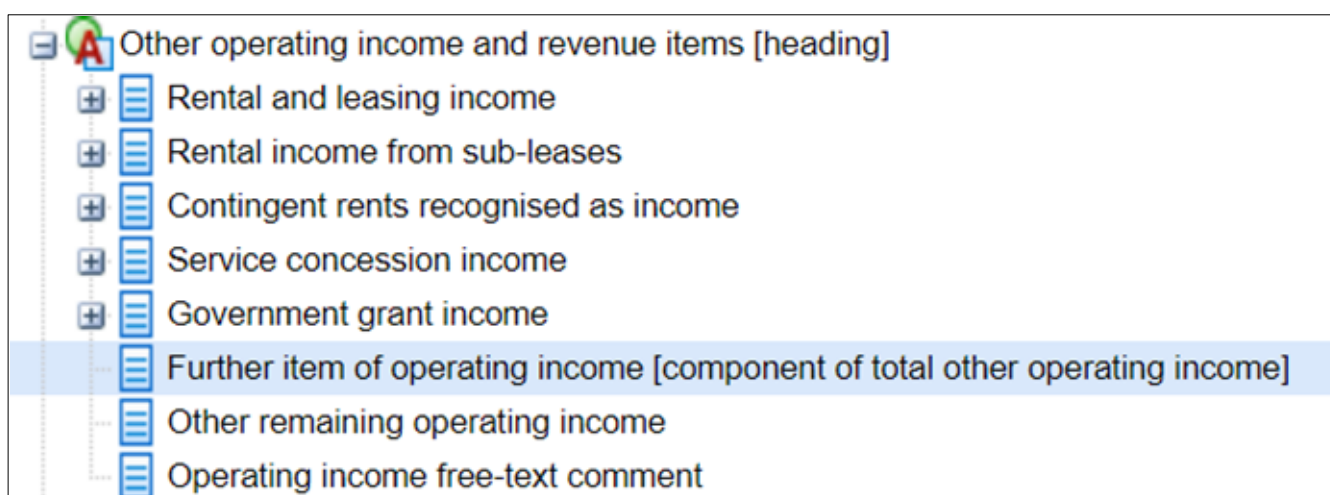 Other operating income and revenue items [heading]
Rental and leasing income
Rental income from sub-leases
Contingent rents recognised as income
Service concession income
Government grant income
Further item of operating income [component of total other operating income]
Other remaining operating income
Operating income free-text comment